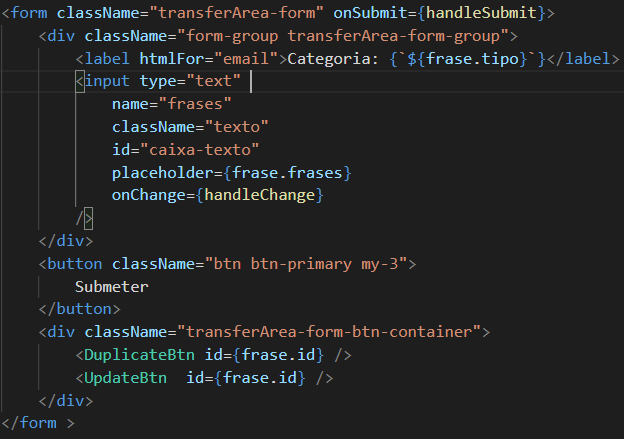 <form className="transferArea-form" onSubmit={handleSubmit}>
<div className="form-group transferArea-form-group">
<label htmlFor="email">Categoria: {`${frase.tipo}`}</label>
<input type="text"
name="frases"
className="texto"
id="caixa-texto"
placeholder={frase.frases}
onChange={handleChange}
/>
</div>
<button className="btn btn-primary my-3">
Submeter
</button>
<div className="transferArea-form-btn-container">
<DuplicateBtn id={frase.id} />
<UpdateBtn  id={frase.id} />
</div>
</form >